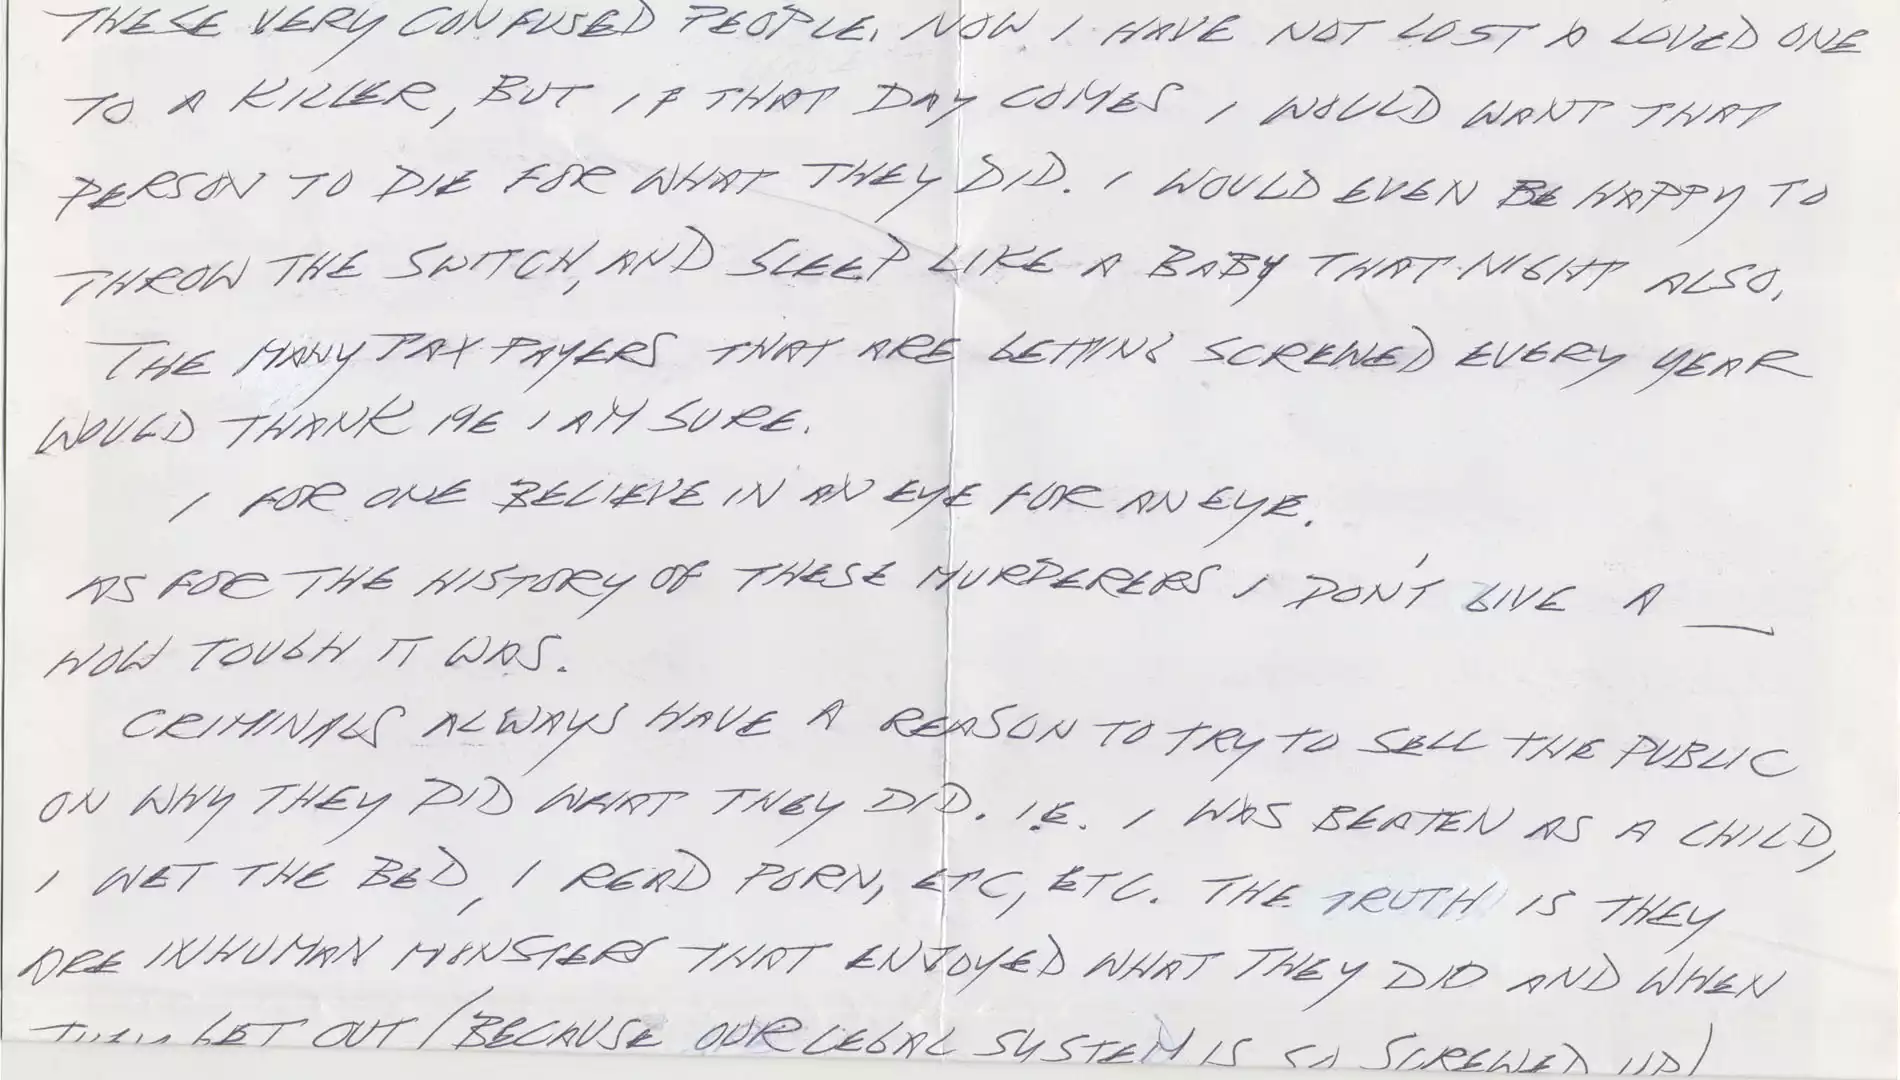 THESE VERY CONFUSED PEOPLE. NOW I HAVE NOT LOST A LOVED ONE
TO A KILLER, BUT IF THAT DAY COMES I WOULD WANT THAT
PERSON TO DIE FOR WHAT THEY DID. I WOULD EVEN BE HAPPY TO
THROW THE SWITCH, AND SLEEP LIKE A BABY THAT NIGHT ALSO.
THE MANY TAX PAYERS THAT ARE GETTING SCREWED EVERY YEAR
WOULD THANK ME I AM SURE.
I FOR ONE BELIEVE IN AN EYE FOR AN EYE.
AS FOR THE HISTORY OF THESE MURDERERS I DON'T GIVE A __
HOW TOUGH IT WAS.
CRIMINALS ALWAYS HAVE A REASON TO TRY TO SELL THE PUBLIC
ON WHY THEY DID WHAT THEY DID. I.E. I WAS BEATEN AS A CHILD,
I WET THE BED, I READ PORN, ETC, ETC. THE TRUTH IS THEY
ARE INHUMAN MONSTERS THAT ENJOYED WHAT THEY DID AND WHEN
THEY GET OUT (BECAUSE OUR LEGAL SYSTEM IS SO SCREWED UP)